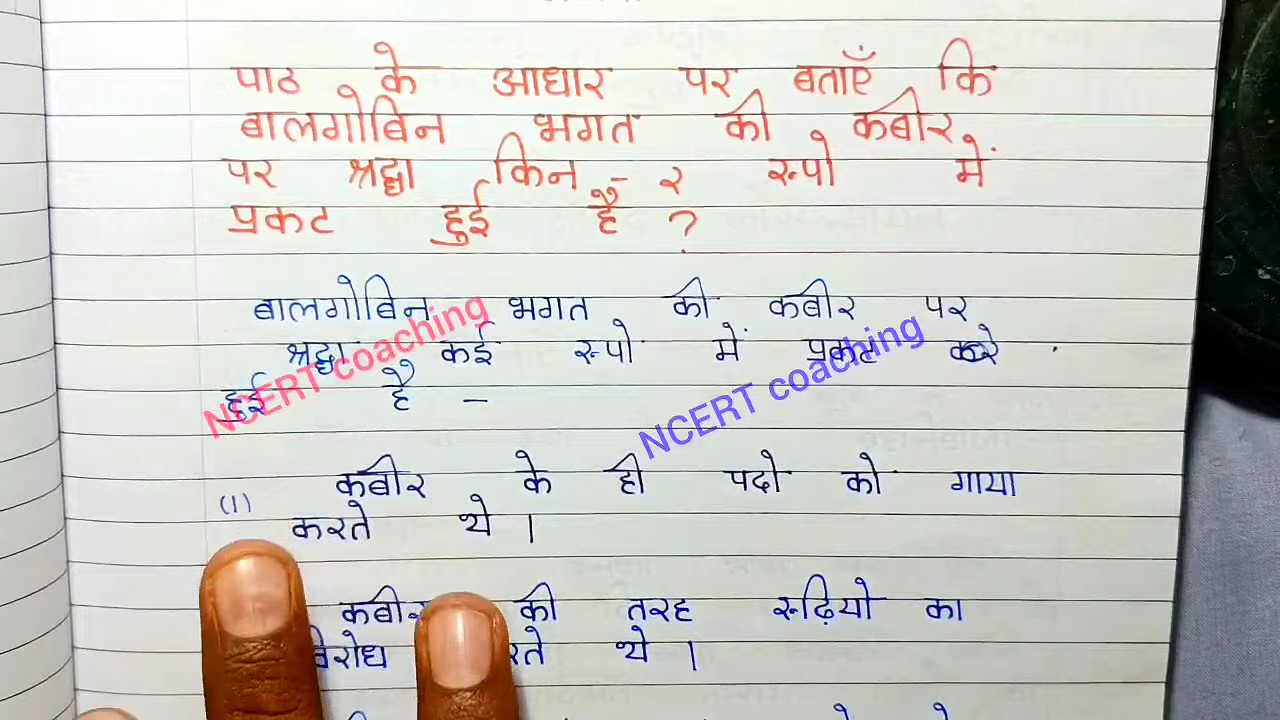 पाठ के आधार पर बताएँ कि
बालगोबिन भगत की कबीर
पर श्रद्धा किन - २ रुपो में
प्रकट हुई है ?
बालगोबिन भगत की कबीर पर
श्रद्धा कई रुपो में प्रकट
हुई है -
NCERT coaching
NCERT coaching
(1) कबीर के ही पदो को गाया
करते थे ।
कबीर की तरह रुढ़ियो का
विरोध थे ।